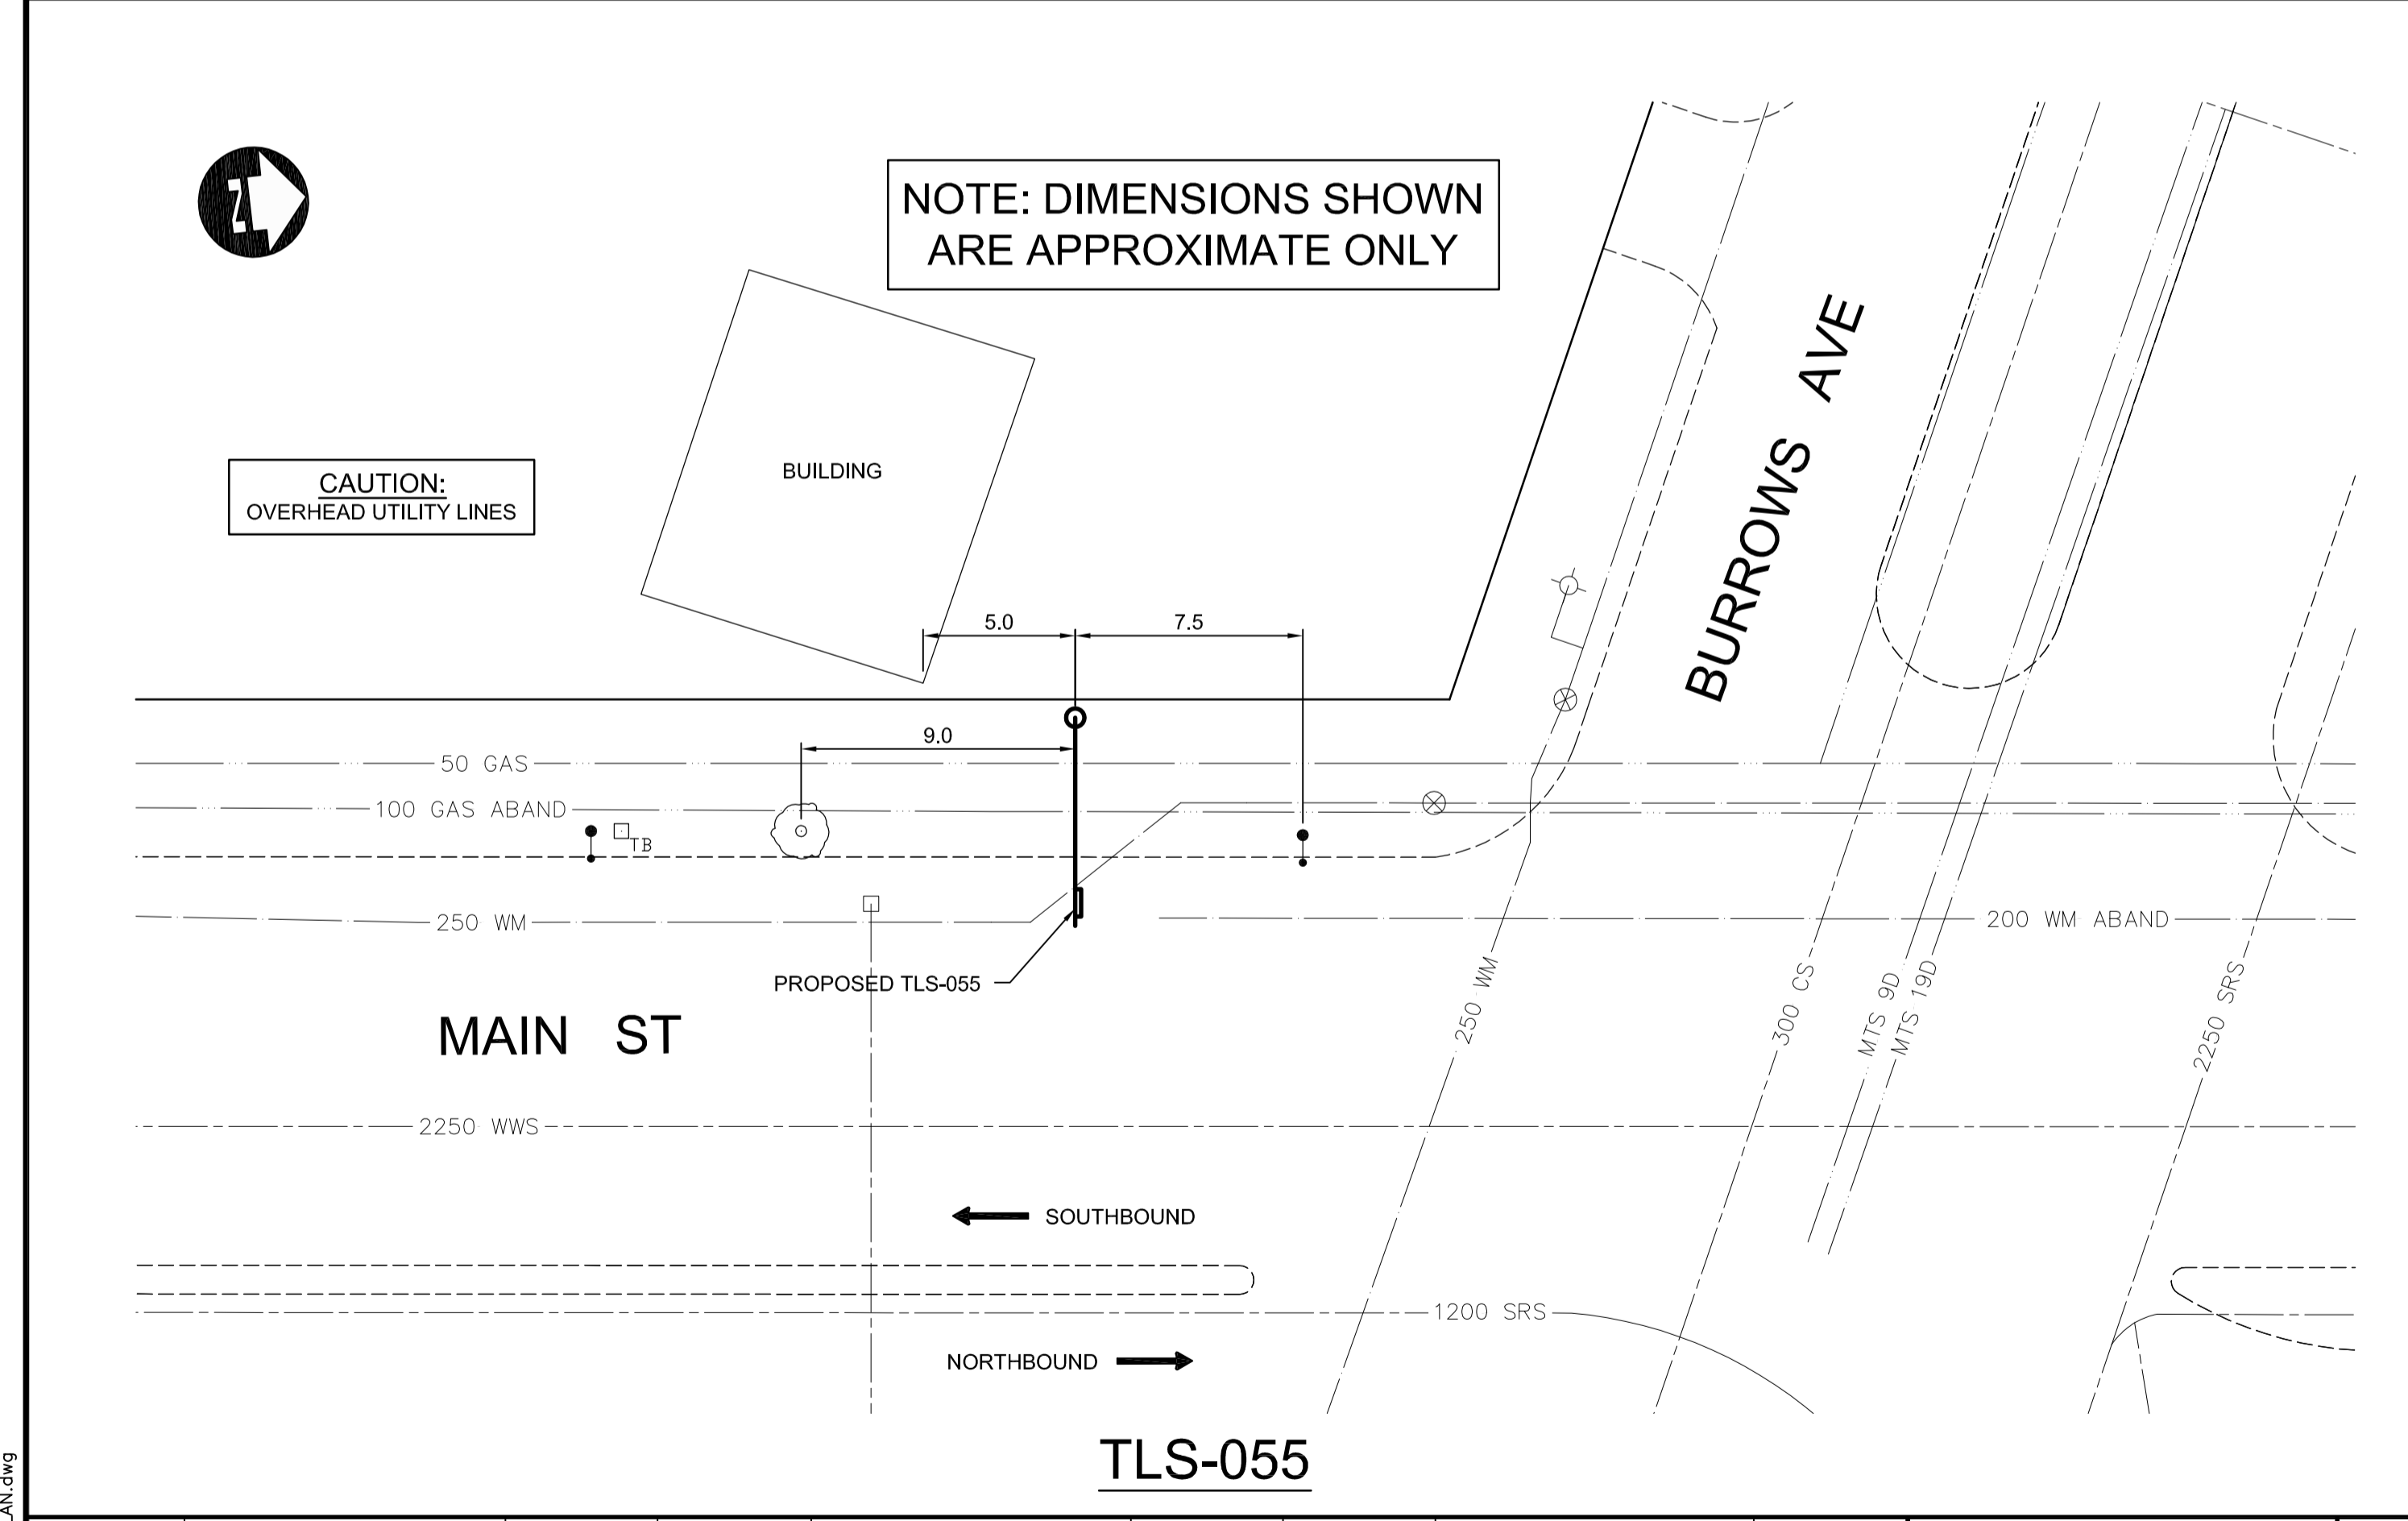 N
NOTE: DIMENSIONS SHOWN
ARE APPROXIMATE ONLY
BURROWS AVE
BUILDING
CAUTION:
OVERHEAD UTILITY LINES
5.0
7.5
9.0
50 GAS
100 GAS ABAND
TB
250 WM
200 WM ABAND
PROPOSED TLS-055
MAIN ST
250 WM
300 CS
MTS 9D
MTS 19D
2250 SRS
2250 WWS
SOUTHBOUND
1200 SRS
NORTHBOUND
TLS-055
AN.dwg